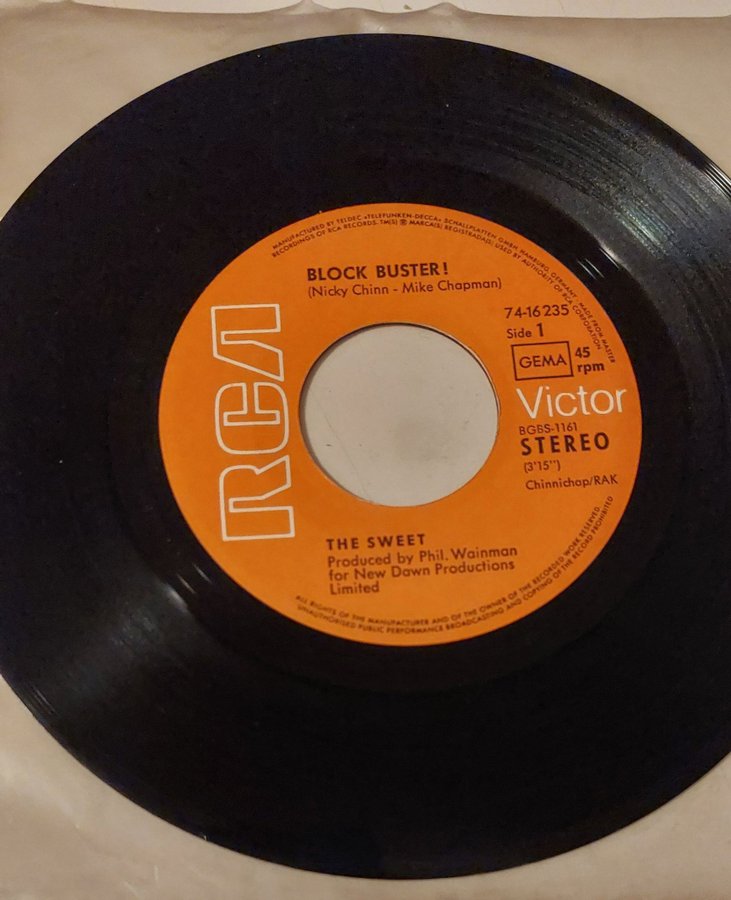 MANUFACTURED BY TELDEC »TELEFUNKEN-DECCA« SCHALLPLATTEN GMBH HAMBURG, GERMANY · MADE FROM MASTER
RECORDINGS OF RCA RECORDS. TM(S) ® MARCA(S) REGISTRADA(S) USED BY AUTHORITY OF RCA CORPORATION
BLOCK BUSTER!
(Nicky Chinn - Mike Chapman)
74-16 235
Side 1
GEMA
45
rpm
RCA
Victor
BGBS-1161
STEREO
(3'15'')
Chinnichap/RAK
THE SWEET
Produced by Phil. Wainman
for New Dawn Productions
Limited
ALL RIGHTS OF THE MANUFACTURER AND OF THE OWNER OF THE RECORDED WORK RESERVED.
UNAUTHORISED PUBLIC PERFORMANCE BROADCASTING AND COPYING OF THE RECORD PROHIBITED